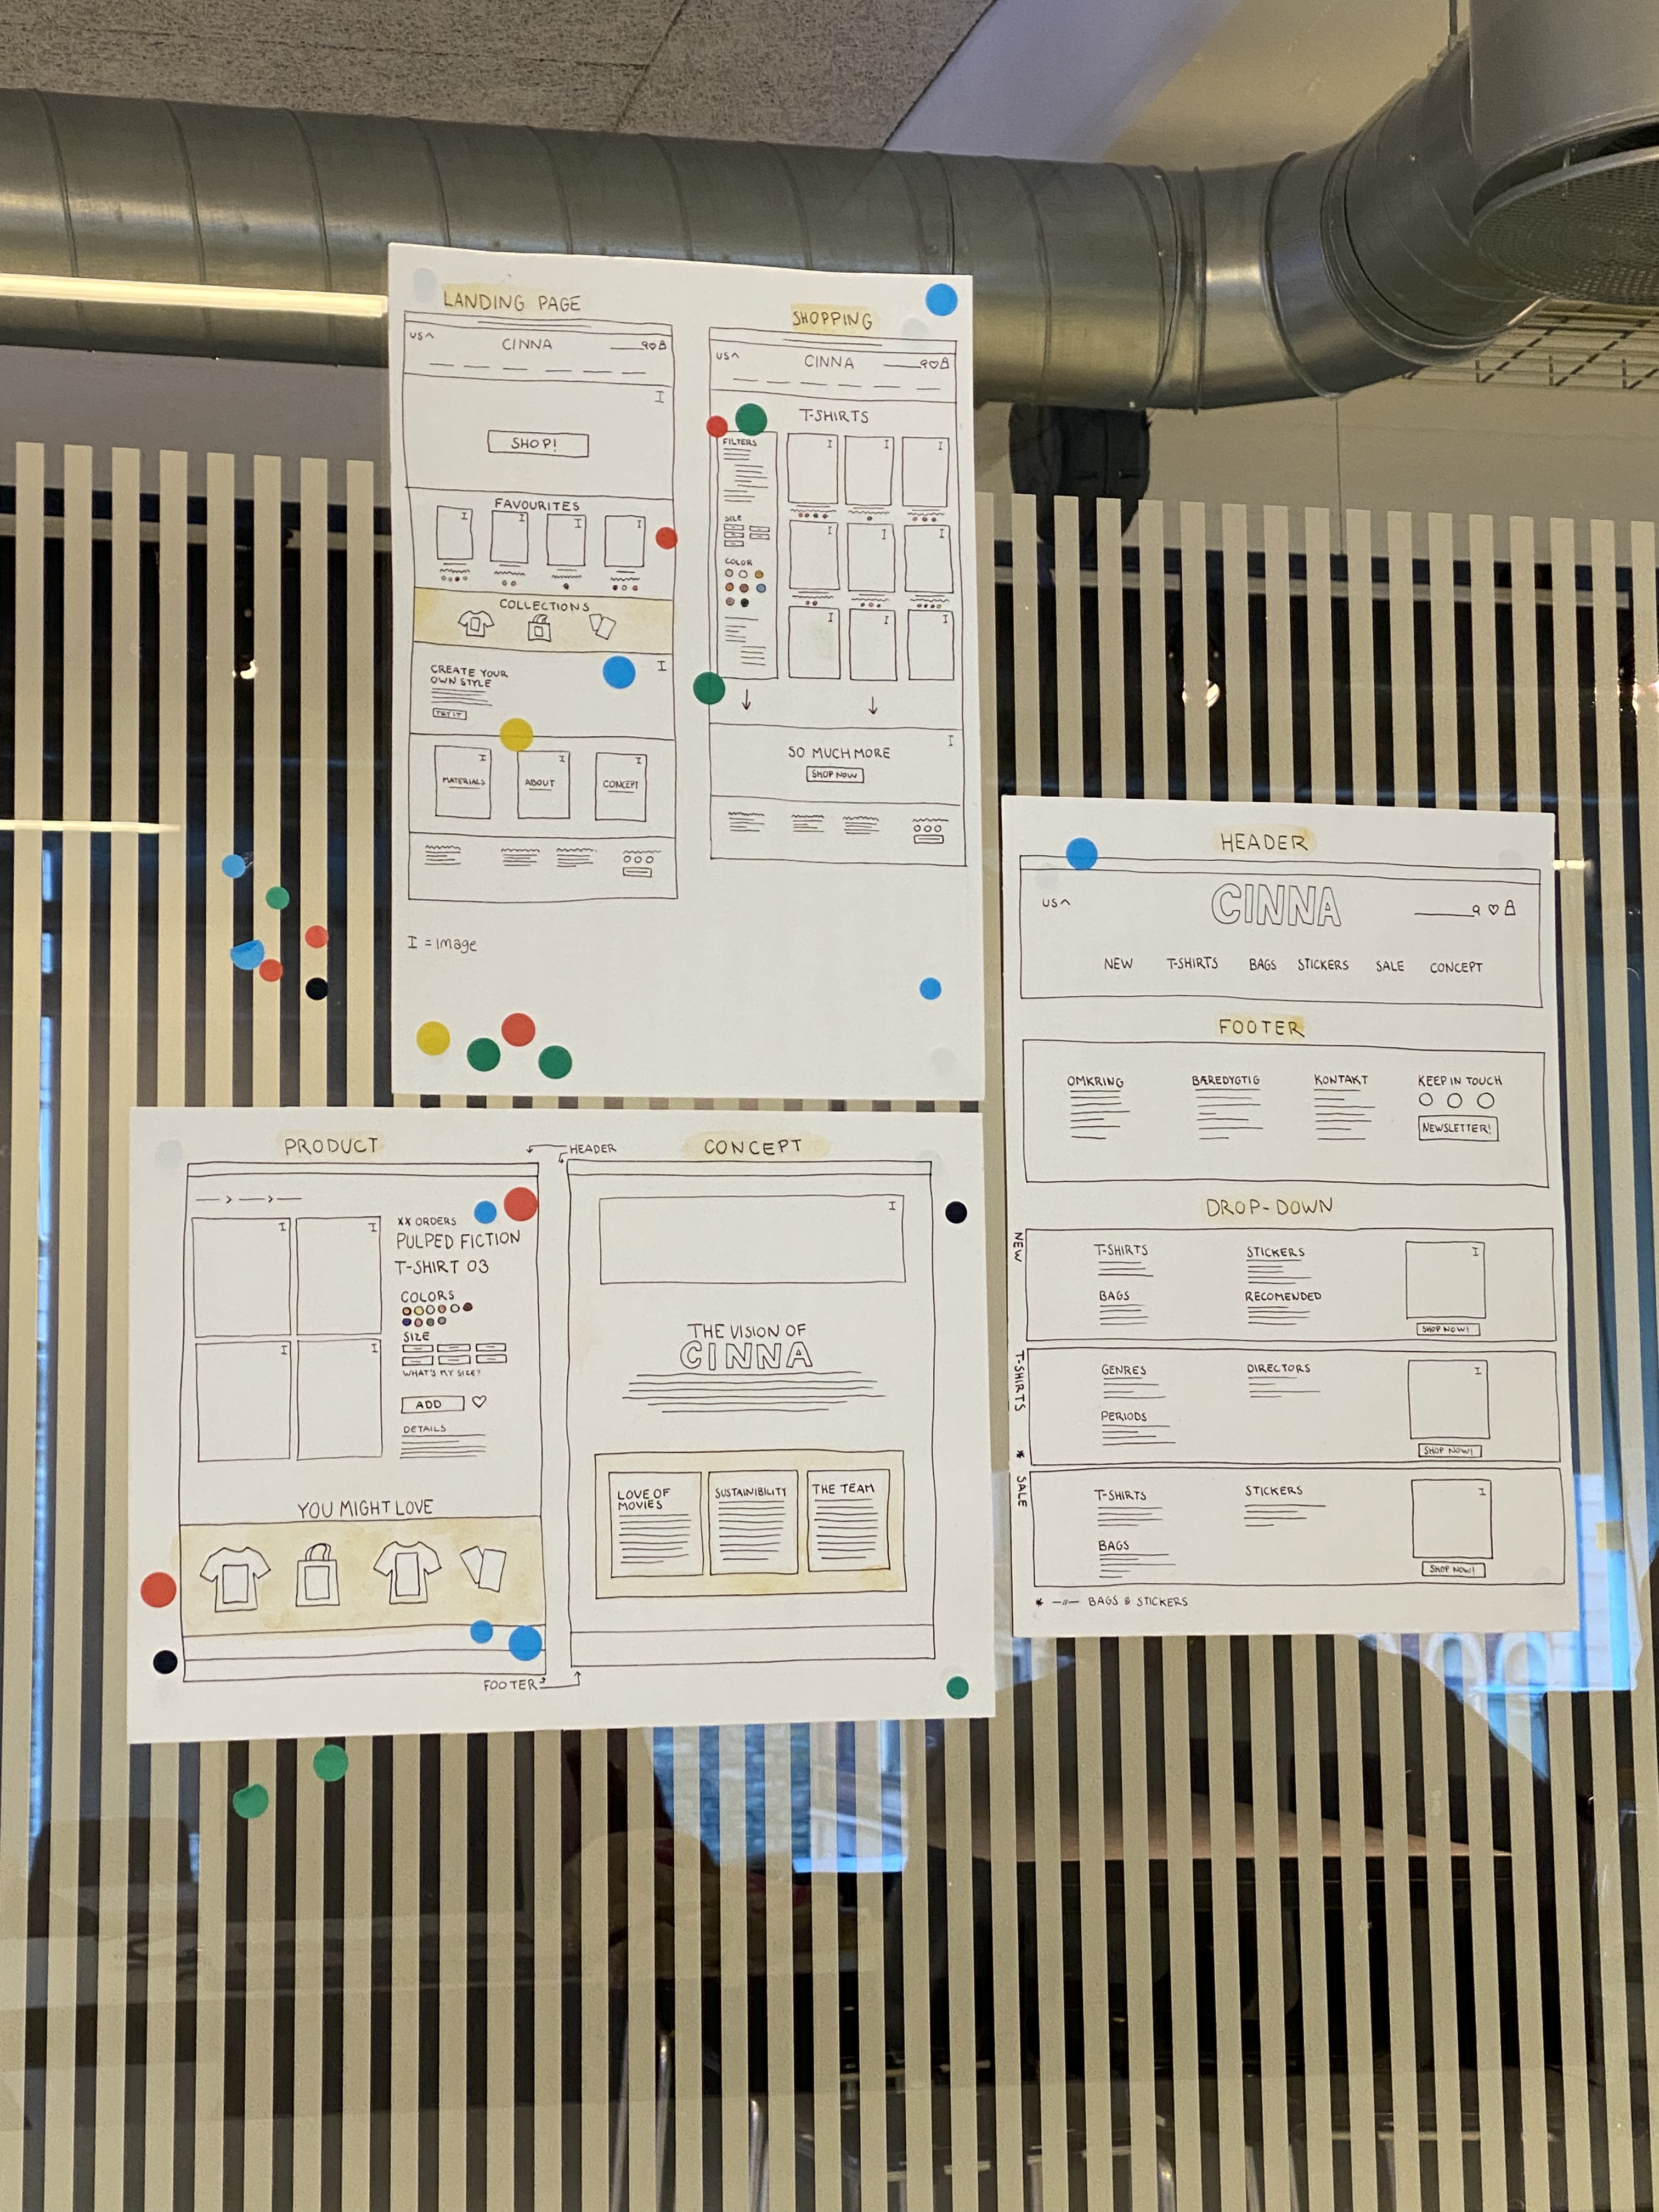 LANDING PAGE
US^
CINNA
I
SHOP!
FAVOURITES
I
I
I
I
COLLECTIONS
I
CREATE YOUR
OWN STYLE
TRY IT
I
I
I
MATERIALS
ABOUT
CONCEPT
I = Image
SHOPPING
US^
CINNA
T-SHIRTS
FILTERS
SIZE
COLOR
I
I
I
I
I
I
I
I
I
I
SO MUCH MORE
SHOP NOW
HEADER
US^
CINNA
NEW T-SHIRTS BAGS STICKERS SALE CONCEPT
FOOTER
OMKRING BÆREDYGTIG KONTAKT KEEP IN TOUCH
NEWSLETTER!
DROP-DOWN
NEW
T-SHIRTS STICKERS I
BAGS RECOMENDED
SHOP NOW!
T-SHIRTS *
GENRES DIRECTORS I
PERIODS
SHOP NOW!
SALE
T-SHIRTS STICKERS I
BAGS
SHOP NOW!
* —//— BAGS & STICKERS
PRODUCT
HEADER
I
I
I
I
XX ORDERS
PULPED FICTION
T-SHIRT 03
COLORS
SIZE
WHAT'S MY SIZE?
ADD
DETAILS
YOU MIGHT LOVE
FOOTER
CONCEPT
I
THE VISION OF
CINNA
LOVE OF
MOVIES
SUSTAINIBILITY
THE TEAM